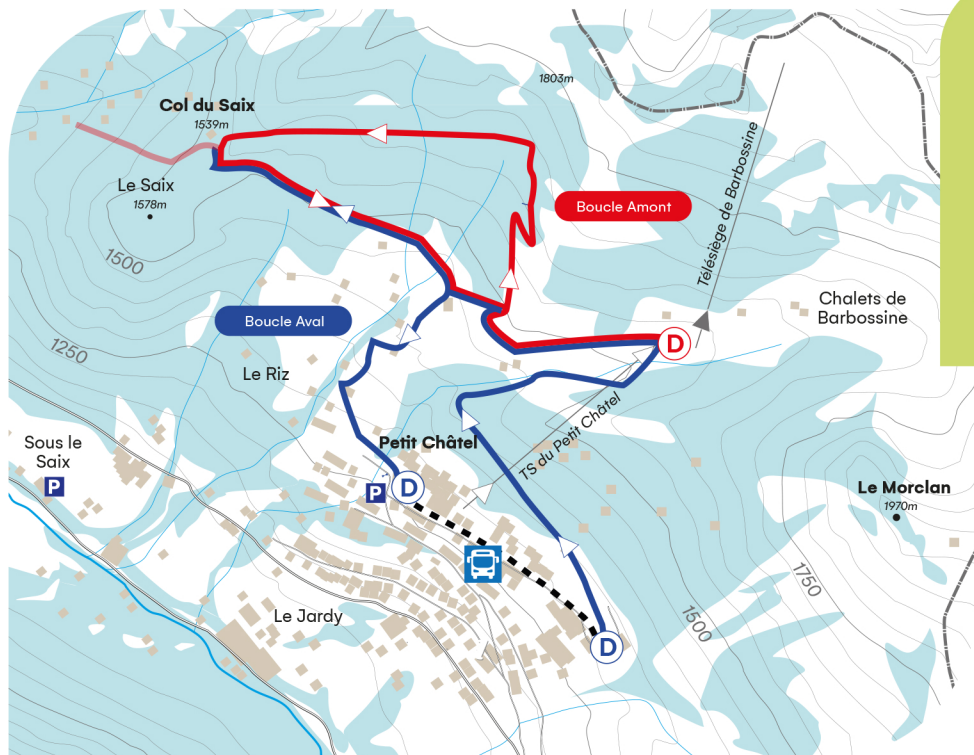 1803m
Col du Saix
1539m
Télésiège de Barbossine
Le Saix
1578m
Boucle Amont
1500
Chalets de
Barbossine
Boucle Aval
D
1250
Le Riz
TS du Petit Châtel
Sous le
Saix
P
Petit Châtel
D
P
Le Morclan
1970m
1750
Le Jardy
1500
D